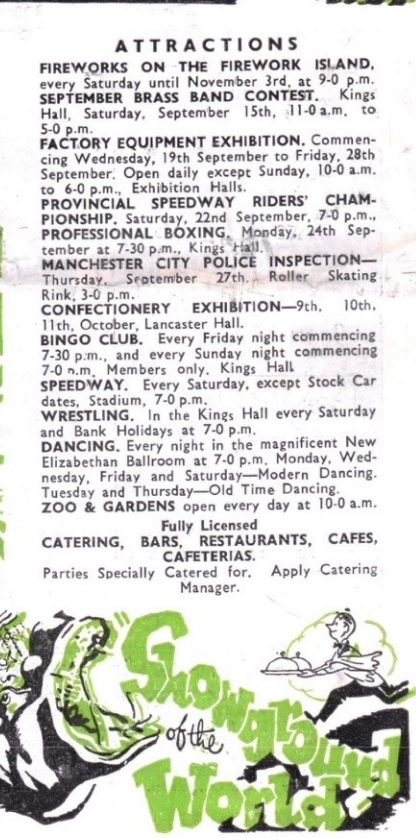 ATTRACTIONS
FIREWORKS ON THE FIREWORK ISLAND,
every Saturday until November 3rd, at 9-0 p.m.
SEPTEMBER BRASS BAND CONTEST. Kings
Hall, Saturday, September 15th, 11-0 a.m. to
5-0 p.m.
FACTORY EQUIPMENT EXHIBITION. Commen-
cing Wednesday, 19th September to Friday, 28th
September. Open daily except Sunday, 10-0 a.m.
to 6-0 p.m., Exhibition Halls.
PROVINCIAL SPEEDWAY RIDERS' CHAM-
PIONSHIP. Saturday, 22nd September, 7-0 p.m.,
PROFESSIONAL BOXING. Monday, 24th Sep-
tember at 7-30 p.m., Kings Hall.
MANCHESTER CITY POLICE INSPECTION—
Thursday, September 27th. Roller Skating
Rink, 3-0 p.m.
CONFECTIONERY EXHIBITION—9th, 10th,
11th, October, Lancaster Hall.
BINGO CLUB. Every Friday night commencing
7-30 p.m., and every Sunday night commencing
7-0 p.m. Members only. Kings Hall
SPEEDWAY. Every Saturday, except Stock Car
dates, Stadium, 7-0 p.m.
WRESTLING. In the Kings Hall every Saturday
and Bank Holidays at 7-0 p.m.
DANCING. Every night in the magnificent New
Elizabethan Ballroom at 7-0 p.m. Monday, Wed-
nesday, Friday and Saturday—Modern Dancing.
Tuesday and Thursday—Old Time Dancing.
ZOO & GARDENS open every day at 10-0 a.m.
Fully Licensed
CATERING, BARS, RESTAURANTS, CAFES,
CAFETERIAS.
Parties Specially Catered for. Apply Catering
Manager.
"Showground
of the
World